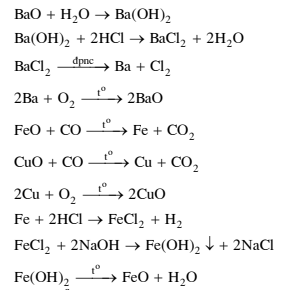 BaO + H₂O → Ba(OH)₂
Ba(OH)₂ + 2HCl → BaCl₂ + 2H₂O
BaCl₂ —dpnc→ Ba + Cl₂
2Ba + O₂ —t°→ 2BaO
FeO + CO —t°→ Fe + CO₂
CuO + CO —t°→ Cu + CO₂
2Cu + O₂ —t°→ 2CuO
Fe + 2HCl → FeCl₂ + H₂
FeCl₂ + 2NaOH → Fe(OH)₂ ↓ + 2NaCl
Fe(OH)₂ —t°→ FeO + H₂O